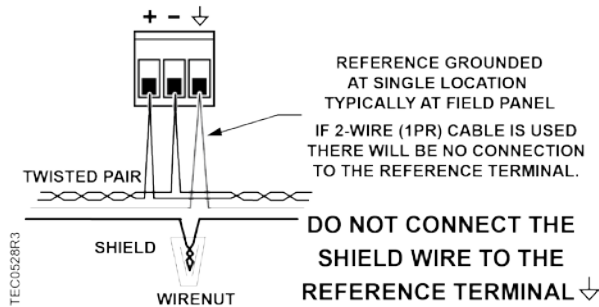 + - ⏚
REFERENCE GROUNDED
AT SINGLE LOCATION
TYPICALLY AT FIELD PANEL
IF 2-WIRE (1PR) CABLE IS USED
THERE WILL BE NO CONNECTION
TO THE REFERENCE TERMINAL.
TWISTED PAIR
DO NOT CONNECT THE
SHIELD WIRE TO THE
REFERENCE TERMINAL ⏚
SHIELD
WIRENUT
TEC0528R3